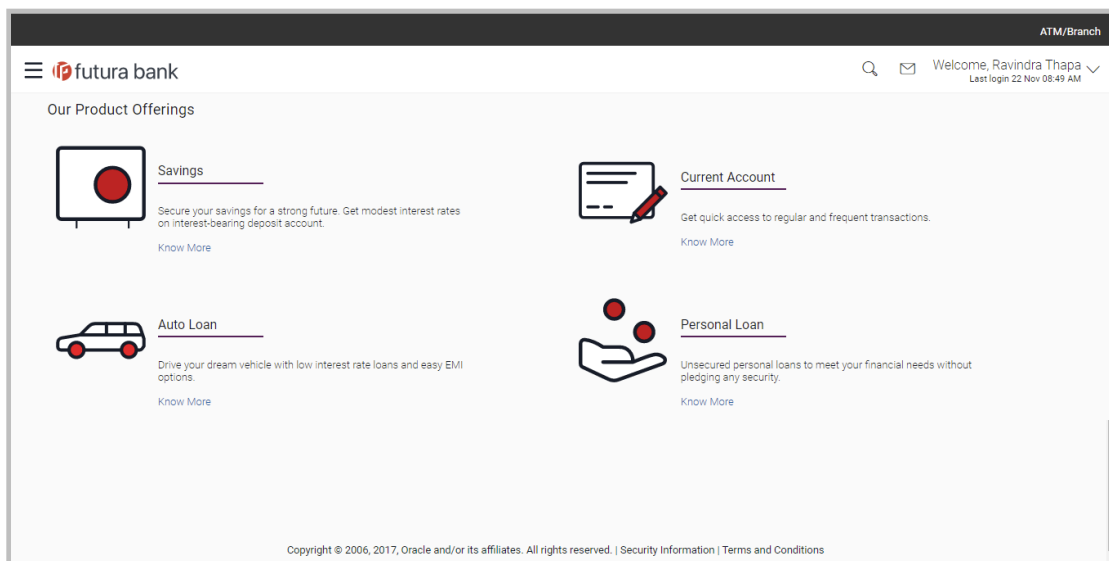 ATM/Branch
futura bank
Welcome, Ravindra Thapa
Last login 22 Nov 08:49 AM
Our Product Offerings
Savings
Secure your savings for a strong future. Get modest interest rates
on interest-bearing deposit account.
Know More
Current Account
Get quick access to regular and frequent transactions.
Know More
Auto Loan
Drive your dream vehicle with low interest rate loans and easy EMI
options.
Know More
Personal Loan
Unsecured personal loans to meet your financial needs without
pledging any security.
Know More
Copyright © 2006, 2017, Oracle and/or its affiliates. All rights reserved. | Security Information | Terms and Conditions